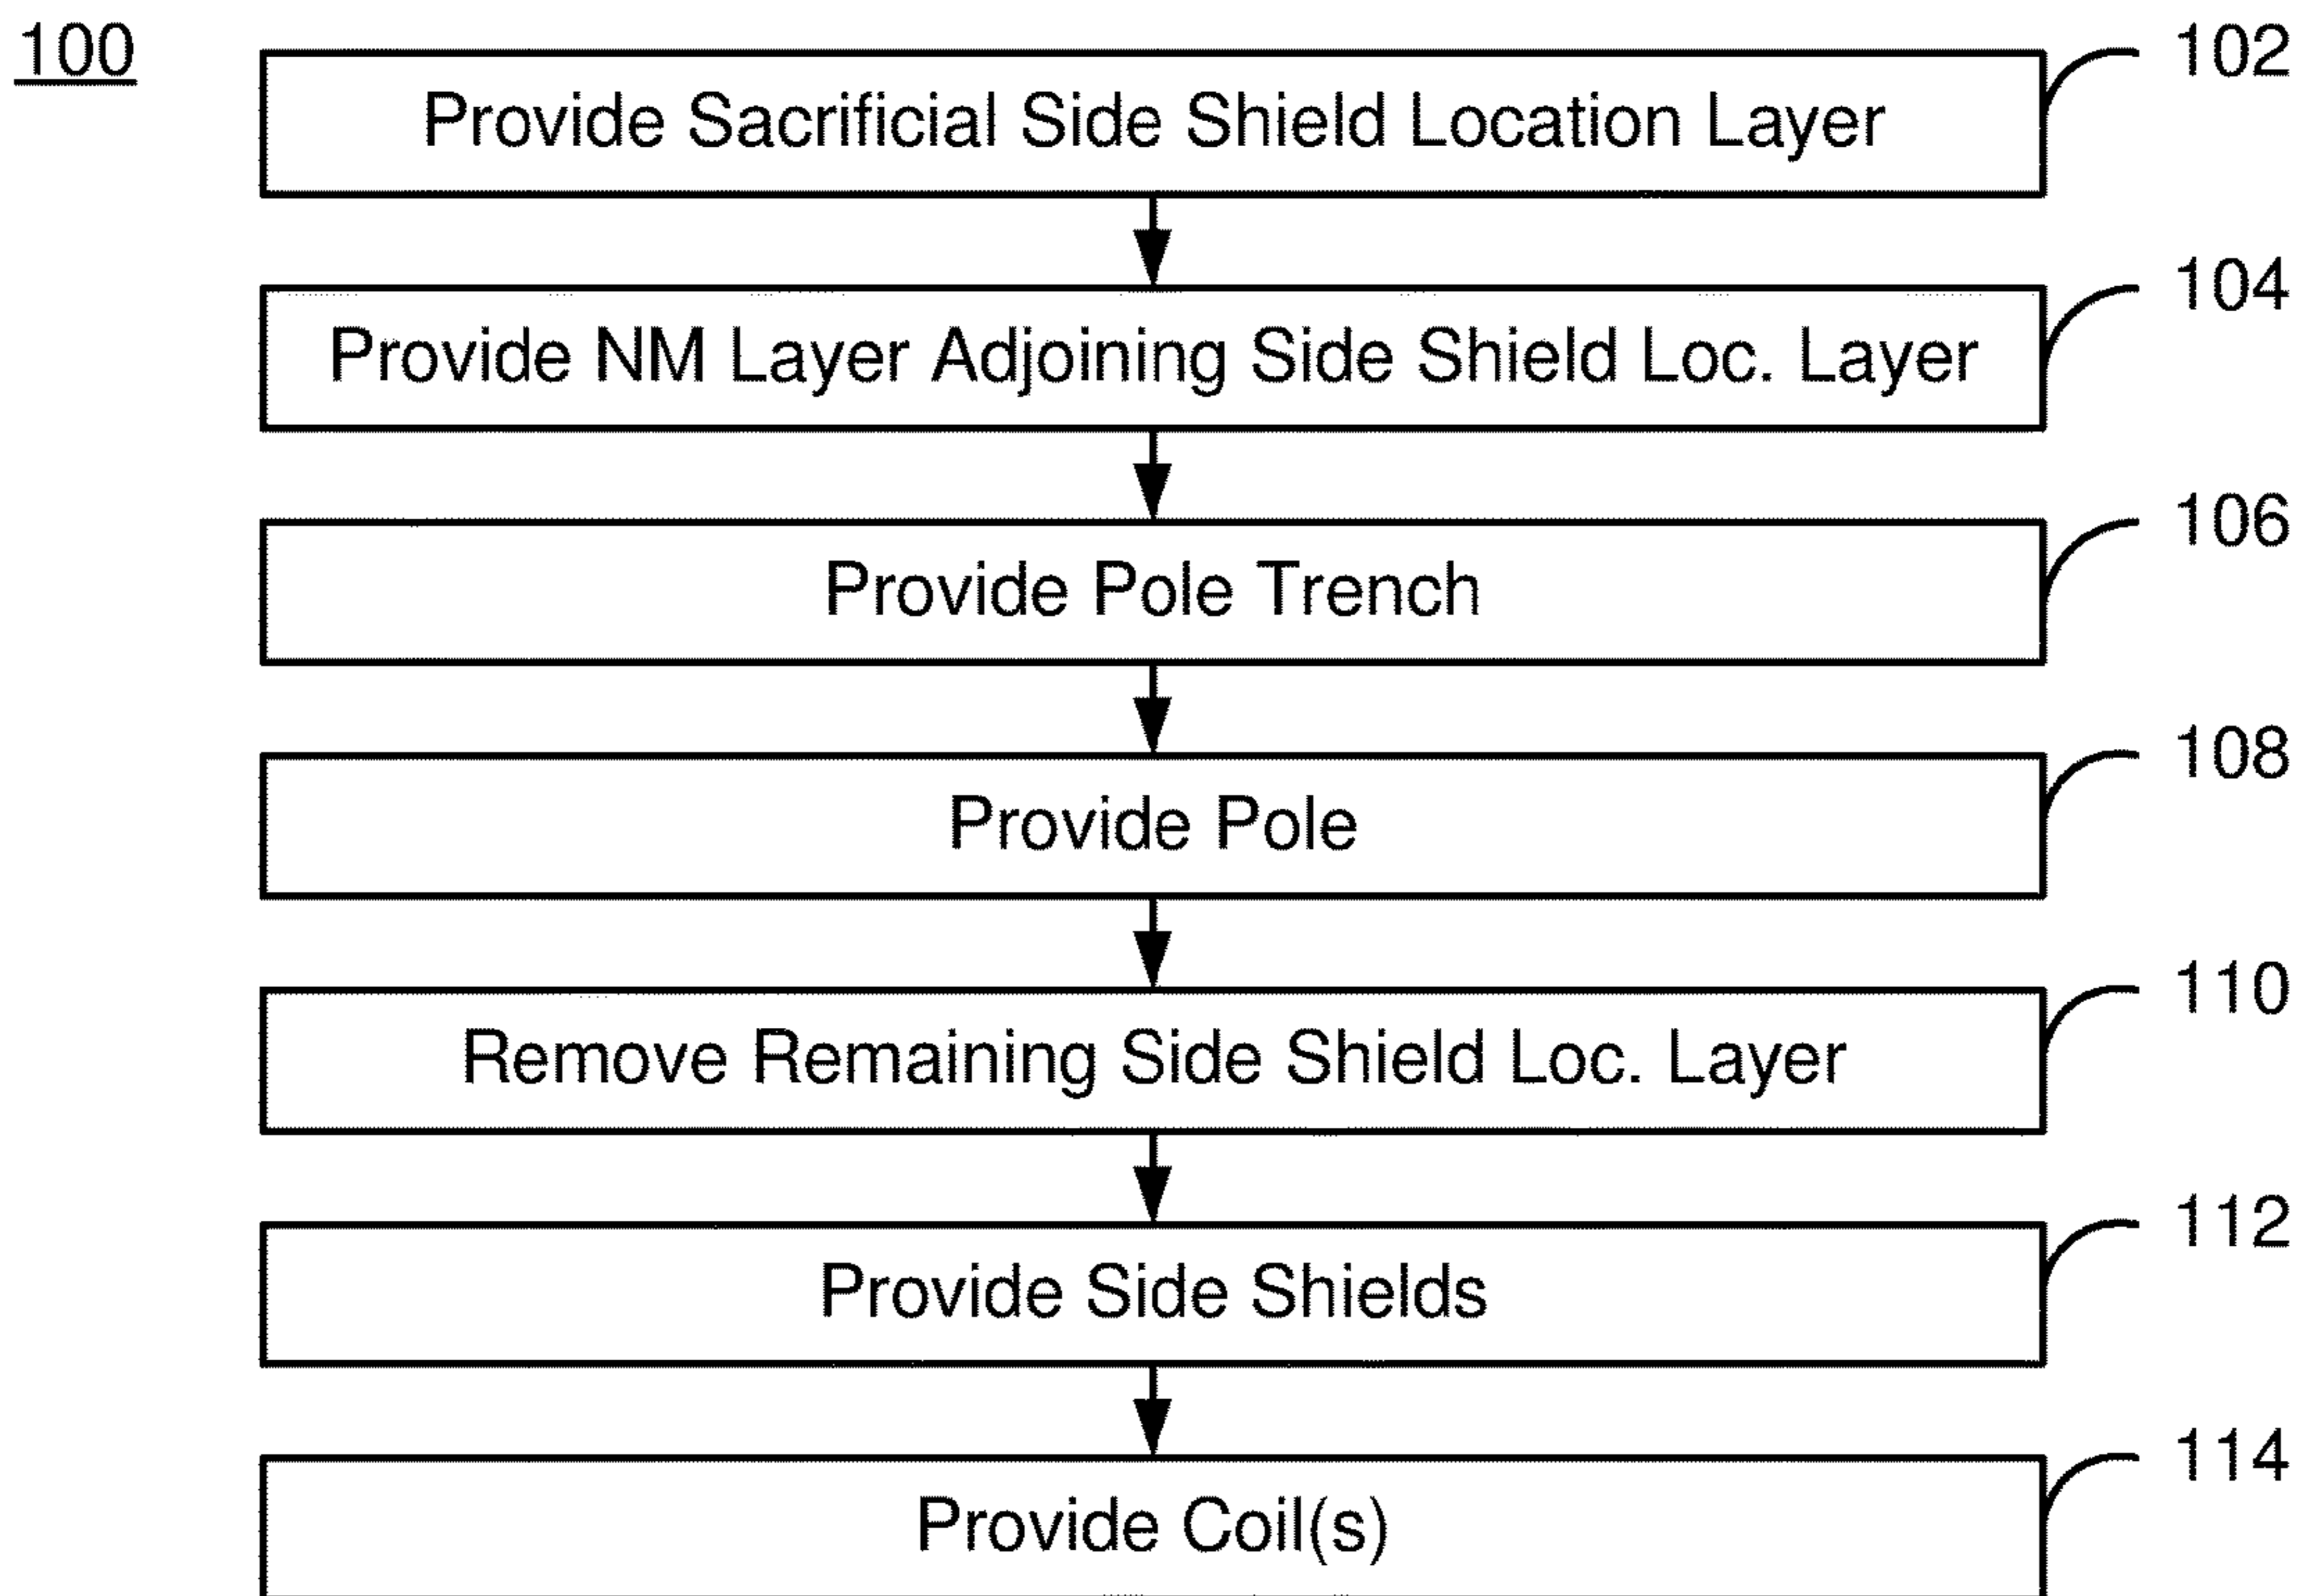 100
102
Provide Sacrificial Side Shield Location Layer
104
Provide NM Layer Adjoining Side Shield Loc. Layer
106
Provide Pole Trench
108
Provide Pole
110
Remove Remaining Side Shield Loc. Layer
112
Provide Side Shields
114
Provide Coil(s)